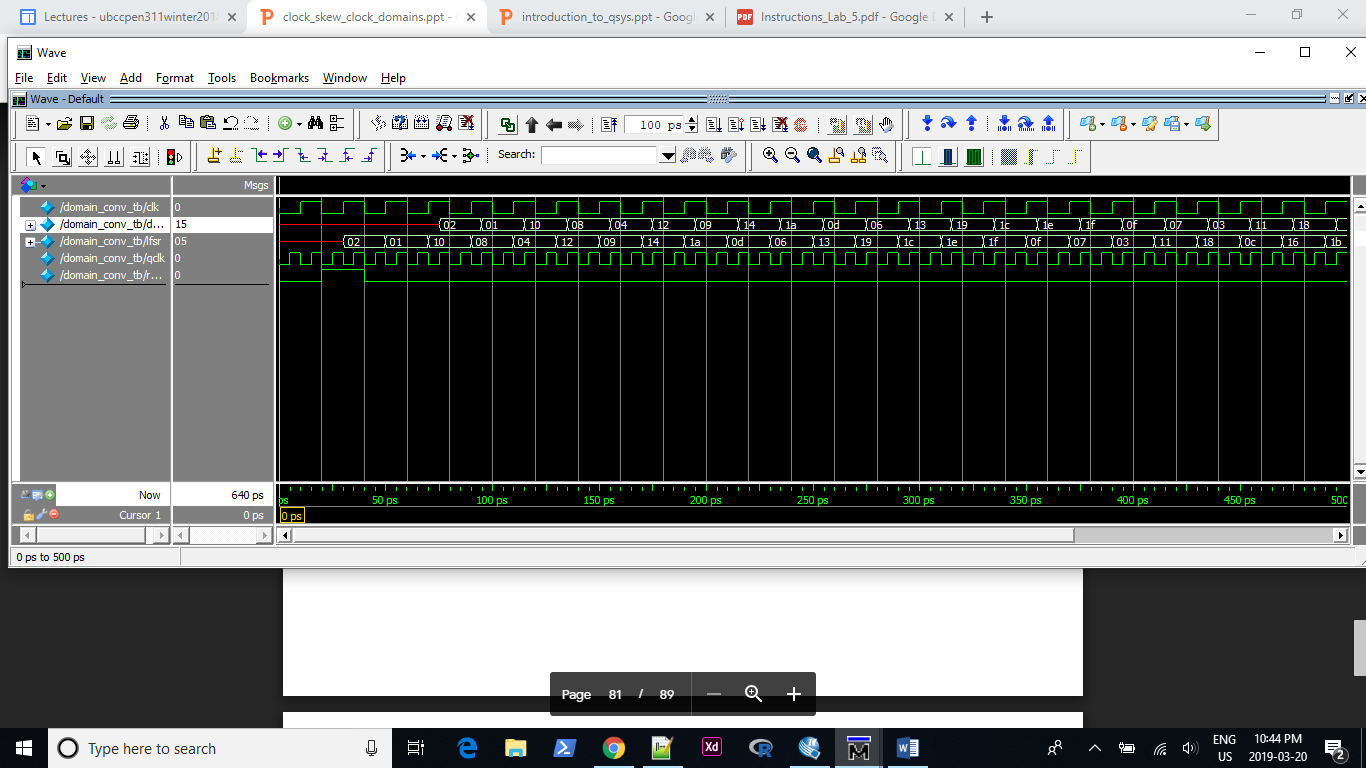 Lectures - ubccpen311winter201
clock_skew_clock_domains.ppt -
introduction_to_qsys.ppt - Goog
Instructions_Lab_5.pdf - Google
Wave
File Edit View Add Format Tools Bookmarks Window Help
Wave - Default
100 ps
Search:
Msgs
/domain_conv_tb/clk 0
/domain_conv_tb/d... 15 02 01 10 08 04 12 09 14 1a 0d 06 13 19 1c 1e 1f 0f 07 03 11 18
/domain_conv_tb/lfsr 05 02 01 10 08 04 12 09 14 1a 0d 06 13 19 1c 1e 1f 0f 07 03 11 18 0c 16 1b
/domain_conv_tb/qclk 0
/domain_conv_tb/r... 0
Now 640 ps ps 50 ps 100 ps 150 ps 200 ps 250 ps 300 ps 350 ps 400 ps 450 ps 500
Cursor 1 0 ps 0 ps
0 ps to 500 ps
Page 81 / 89
Type here to search
Xd
R
M
W
ENG
US
10:44 PM
2019-03-20
2